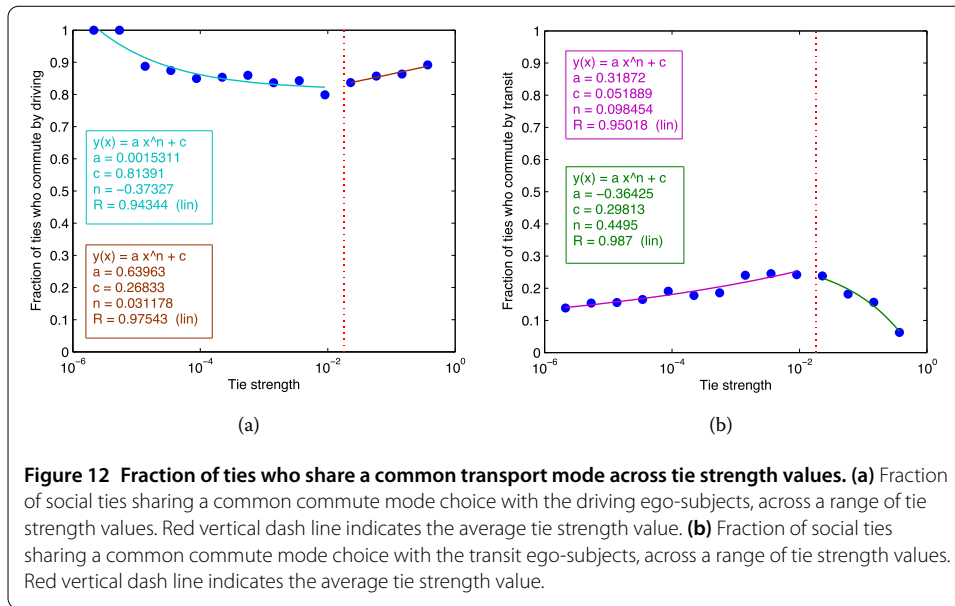 Fraction of ties who commute by driving
1
0.9
0.8
0.7
0.6
0.5
0.4
0.3
0.2
0.1
0
y(x) = a x^n + c
a = 0.0015311
c = 0.81391
n = −0.37327
R = 0.94344 (lin)
y(x) = a x^n + c
a = 0.63963
c = 0.26833
n = 0.031178
R = 0.97543 (lin)
10^−6
10^−4
10^−2
10^0
Tie strength
(a)
Fraction of ties who commute by transit
1
0.9
0.8
0.7
0.6
0.5
0.4
0.3
0.2
0.1
0
y(x) = a x^n + c
a = 0.31872
c = 0.051889
n = 0.098454
R = 0.95018 (lin)
y(x) = a x^n + c
a = −0.36425
c = 0.29813
n = 0.4495
R = 0.987 (lin)
10^−6
10^−4
10^−2
10^0
Tie strength
(b)
Figure 12 Fraction of ties who share a common transport mode across tie strength values. (a) Fraction
of social ties sharing a common commute mode choice with the driving ego-subjects, across a range of tie
strength values. Red vertical dash line indicates the average tie strength value. (b) Fraction of social ties
sharing a common commute mode choice with the transit ego-subjects, across a range of tie strength values.
Red vertical dash line indicates the average tie strength value.